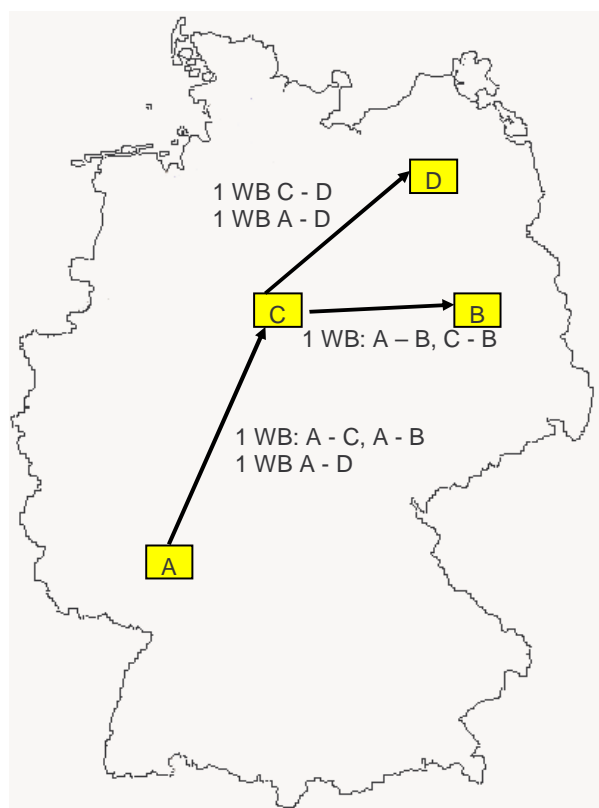 D
1 WB C - D
1 WB A - D
C
B
1 WB: A – B, C - B
1 WB: A - C, A - B
1 WB A - D
A